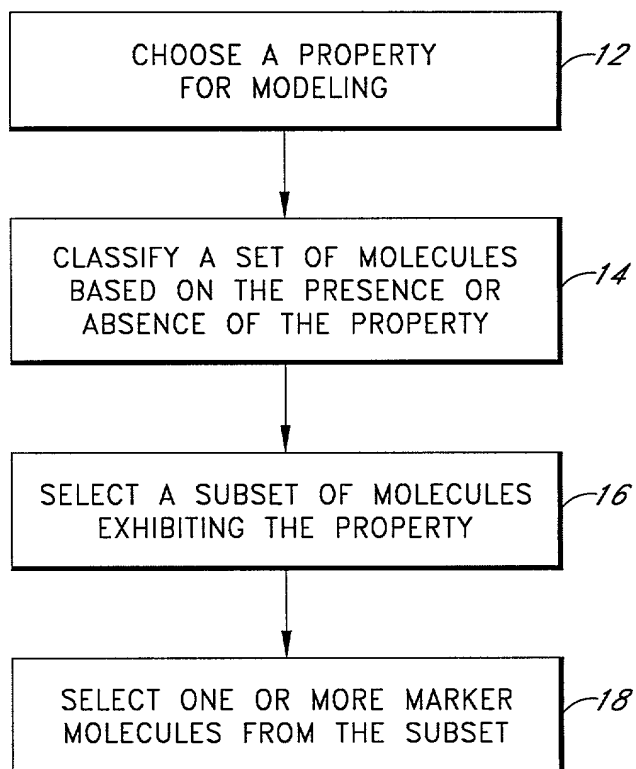 CHOOSE A PROPERTY
FOR MODELING
12
CLASSIFY A SET OF MOLECULES
BASED ON THE PRESENCE OR
ABSENCE OF THE PROPERTY
14
SELECT A SUBSET OF MOLECULES
EXHIBITING THE PROPERTY
16
SELECT ONE OR MORE MARKER
MOLECULES FROM THE SUBSET
18